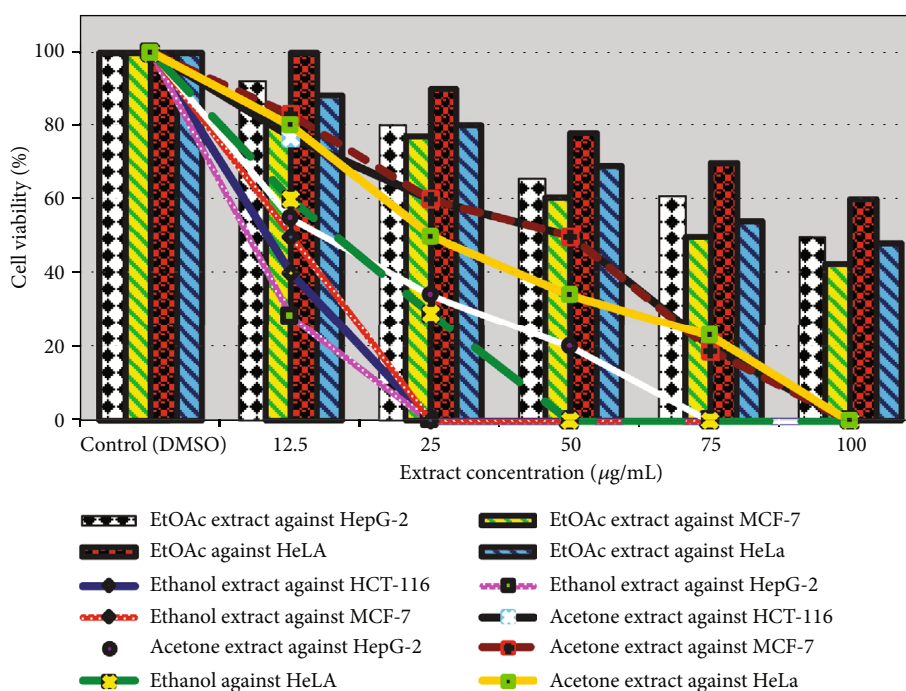 100
80
60
40
20
0
Cell viability (%)
Control (DMSO) 12.5 25 50 75 100
Extract concentration (μg/mL)
EtOAc extract against HepG-2
EtOAc extract against MCF-7
EtOAc against HeLA
EtOAc extract against HeLa
Ethanol extract against HCT-116
Ethanol extract against HepG-2
Ethanol extract against MCF-7
Acetone extract against HCT-116
Acetone extract against HepG-2
Acetone extract against MCF-7
Ethanol against HeLA
Acetone extract against HeLa